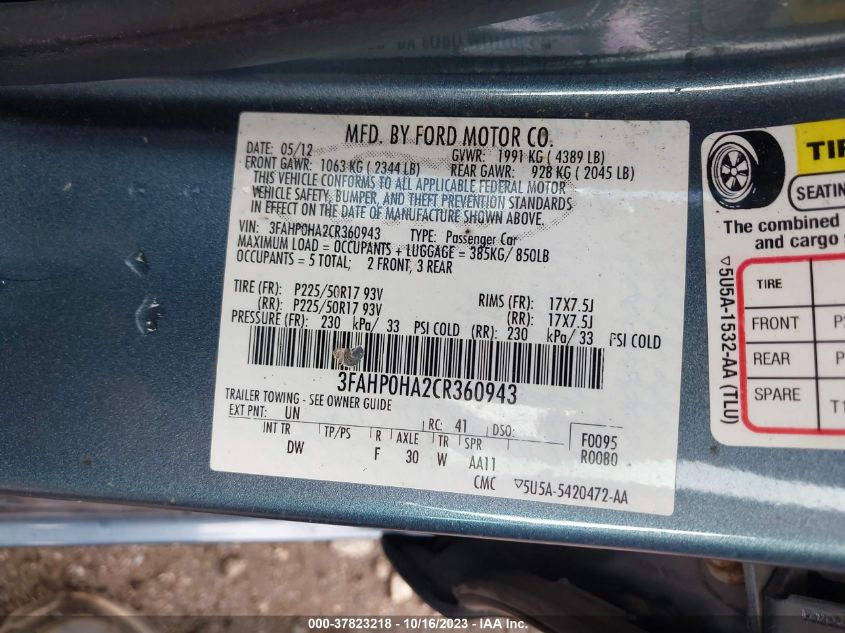 MFD. BY FORD MOTOR CO.
DATE: 05/12 GVWR: 1991 KG ( 4389 LB)
FRONT GAWR: 1063 KG ( 2344 LB) REAR GAWR: 928 KG ( 2045 LB)
THIS VEHICLE CONFORMS TO ALL APPLICABLE FEDERAL MOTOR
VEHICLE SAFETY, BUMPER, AND THEFT PREVENTION STANDARDS
IN EFFECT ON THE DATE OF MANUFACTURE SHOWN ABOVE.
VIN: 3FAHP0HA2CR360943 TYPE: Passenger Car
MAXIMUM LOAD = OCCUPANTS + LUGGAGE = 385KG/ 850LB
OCCUPANTS = 5 TOTAL; 2 FRONT, 3 REAR
TIRE (FR): P225/50R17 93V RIMS (FR): 17X7.5J
(RR): P225/50R17 93V (RR): 17X7.5J
PRESSURE (FR): 230 kPa/ 33 PSI COLD (RR): 230 kPa/ 33 PSI COLD
3FAHP0HA2CR360943
TRAILER TOWING - SEE OWNER GUIDE
EXT PNT: UN RC: 41 DSO: F0095
INT TR TP/PS R AXLE TR SPR R0080
DW F 30 W AA11
CMC ▽5U5A-5420472-AA
TIR
SEATIN
The combined
and cargo
▽5U5A-1532-AA (TLU)
TIRE
FRONT P
REAR P
SPARE T1
000-37823218 - 10/16/2023 - IAA Inc.